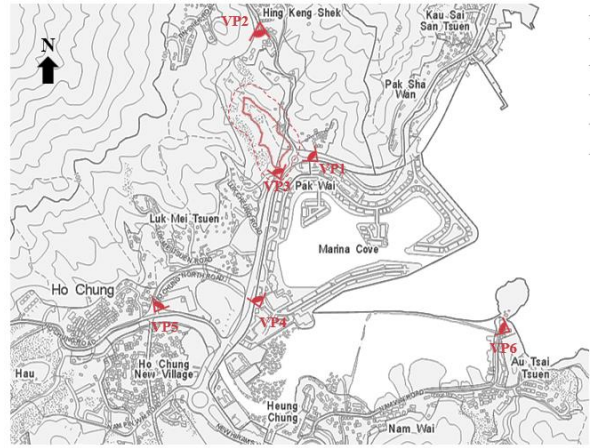 Hing Keng Shek
VP2
Kau Sai
San Tsuen
N
Pak Sha
Wan
VP1
VP3
Pak Wai
Luk Mei Tsuen
Marina Cove
Ho Chung
VP5
VP4
VP6
Au Tsai
Tsuen
Ho Chung
New Village
Hau
Heung
Chung
Nam Wai